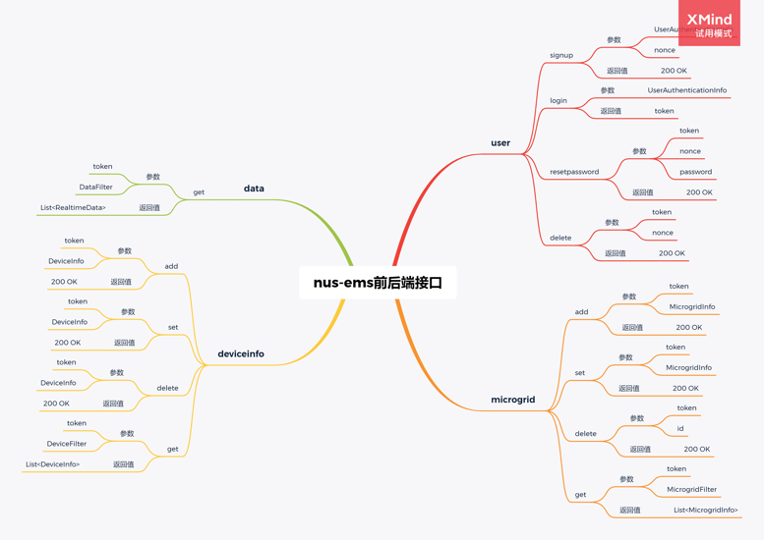 XMind
试用模式
nus-ems前后端接口
user
signup
参数
nonce
返回值
200 OK
login
参数
UserAuthenticationInfo
返回值
token
resetpassword
参数
token
nonce
password
返回值
200 OK
delete
参数
token
nonce
返回值
200 OK
microgrid
add
参数
token
MicrogridInfo
返回值
200 OK
set
参数
token
MicrogridInfo
返回值
200 OK
delete
参数
token
id
返回值
200 OK
get
参数
token
MicrogridFilter
返回值
List<MicrogridInfo>
data
get
参数
token
DataFilter
返回值
List<RealtimeData>
deviceinfo
add
参数
token
DeviceInfo
返回值
200 OK
set
参数
token
DeviceInfo
返回值
200 OK
delete
参数
token
DeviceInfo
返回值
200 OK
get
参数
token
DeviceFilter
返回值
List<DeviceInfo>